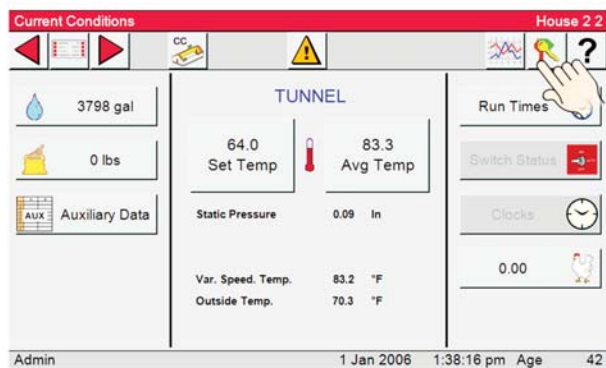 Current Conditions House 2 2
CC ?
3798 gal
0 lbs
AUX Auxiliary Data
TUNNEL
64.0
Set Temp
83.3
Avg Temp
Static Pressure 0.09 In
Var. Speed. Temp. 83.2 °F
Outside Temp. 70.3 °F
Run Times
Switch Status
Clocks
0.00
Admin 1 Jan 2006 1:38:16 pm Age 42